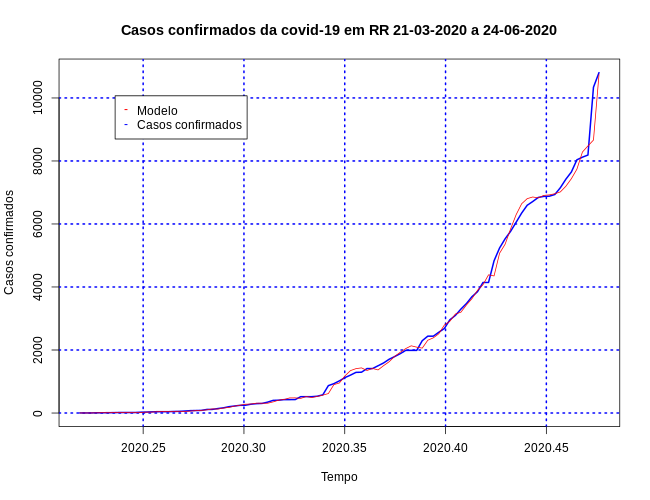 Casos confirmados da covid-19 em RR 21-03-2020 a 24-06-2020
Modelo
Casos confirmados
Casos confirmados
10000
8000
6000
4000
2000
0
2020.25
2020.30
2020.35
2020.40
2020.45
Tempo